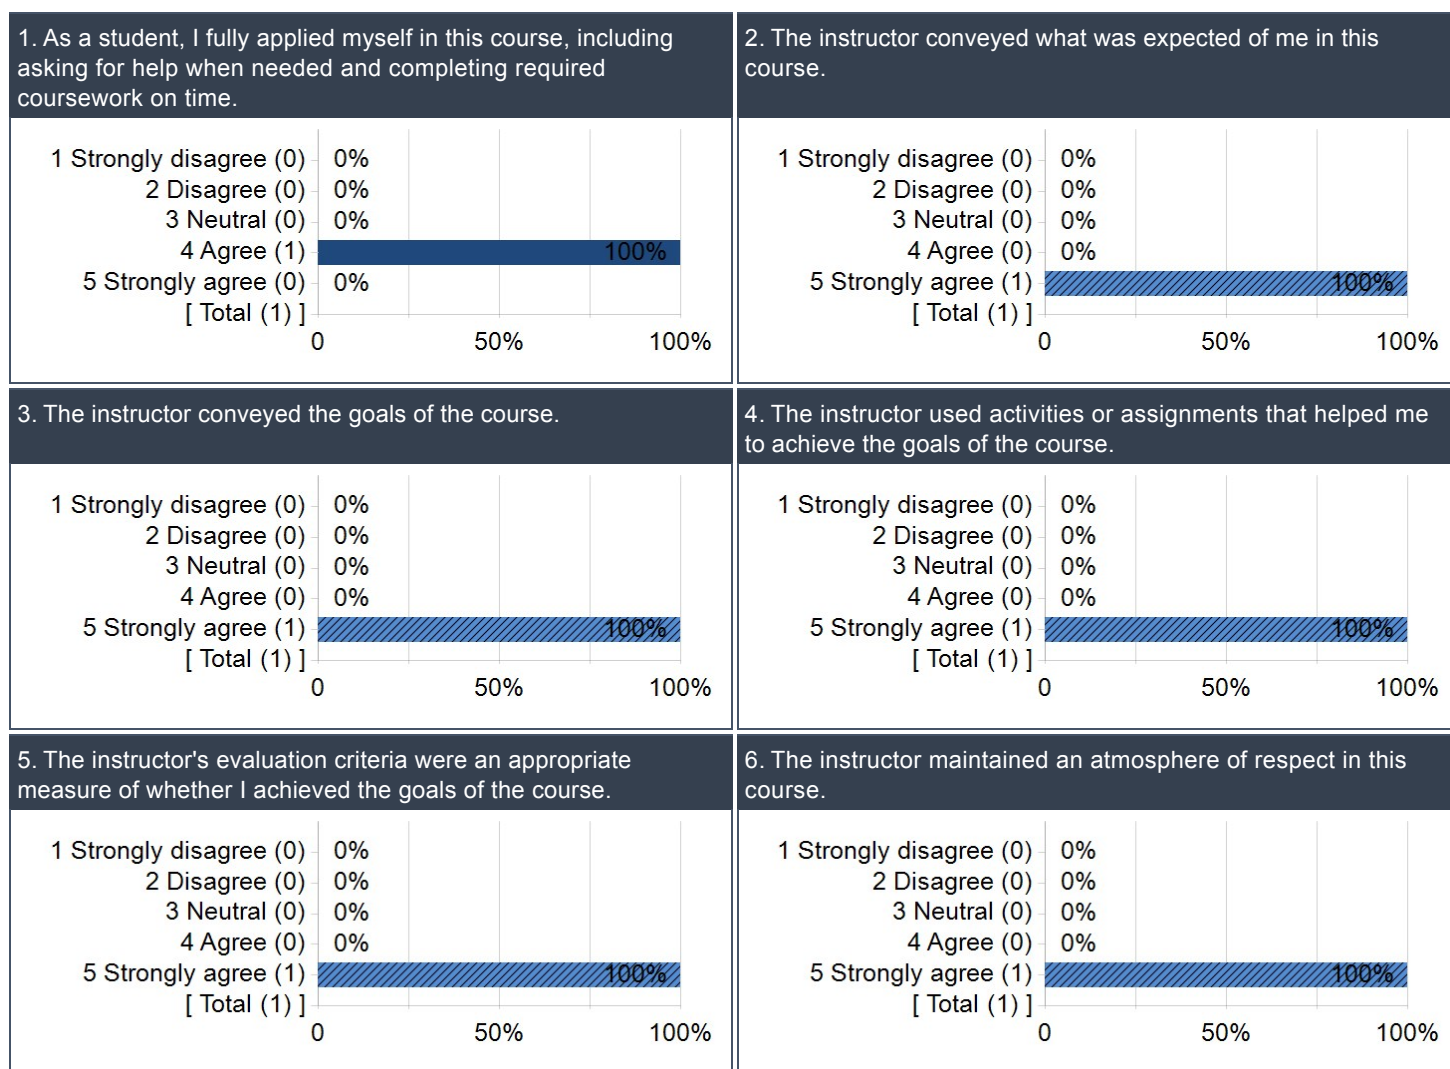 1. As a student, I fully applied myself in this course, including
asking for help when needed and completing required
coursework on time.
1 Strongly disagree (0) 0%
2 Disagree (0) 0%
3 Neutral (0) 0%
4 Agree (1) 100%
5 Strongly agree (0) 0%
[ Total (1) ]
0 50% 100%
2. The instructor conveyed what was expected of me in this
course.
1 Strongly disagree (0) 0%
2 Disagree (0) 0%
3 Neutral (0) 0%
4 Agree (0) 0%
5 Strongly agree (1) 100%
[ Total (1) ]
0 50% 100%
3. The instructor conveyed the goals of the course.
1 Strongly disagree (0) 0%
2 Disagree (0) 0%
3 Neutral (0) 0%
4 Agree (0) 0%
5 Strongly agree (1) 100%
[ Total (1) ]
0 50% 100%
4. The instructor used activities or assignments that helped me
to achieve the goals of the course.
1 Strongly disagree (0) 0%
2 Disagree (0) 0%
3 Neutral (0) 0%
4 Agree (0) 0%
5 Strongly agree (1) 100%
[ Total (1) ]
0 50% 100%
5. The instructor's evaluation criteria were an appropriate
measure of whether I achieved the goals of the course.
1 Strongly disagree (0) 0%
2 Disagree (0) 0%
3 Neutral (0) 0%
4 Agree (0) 0%
5 Strongly agree (1) 100%
[ Total (1) ]
0 50% 100%
6. The instructor maintained an atmosphere of respect in this
course.
1 Strongly disagree (0) 0%
2 Disagree (0) 0%
3 Neutral (0) 0%
4 Agree (0) 0%
5 Strongly agree (1) 100%
[ Total (1) ]
0 50% 100%